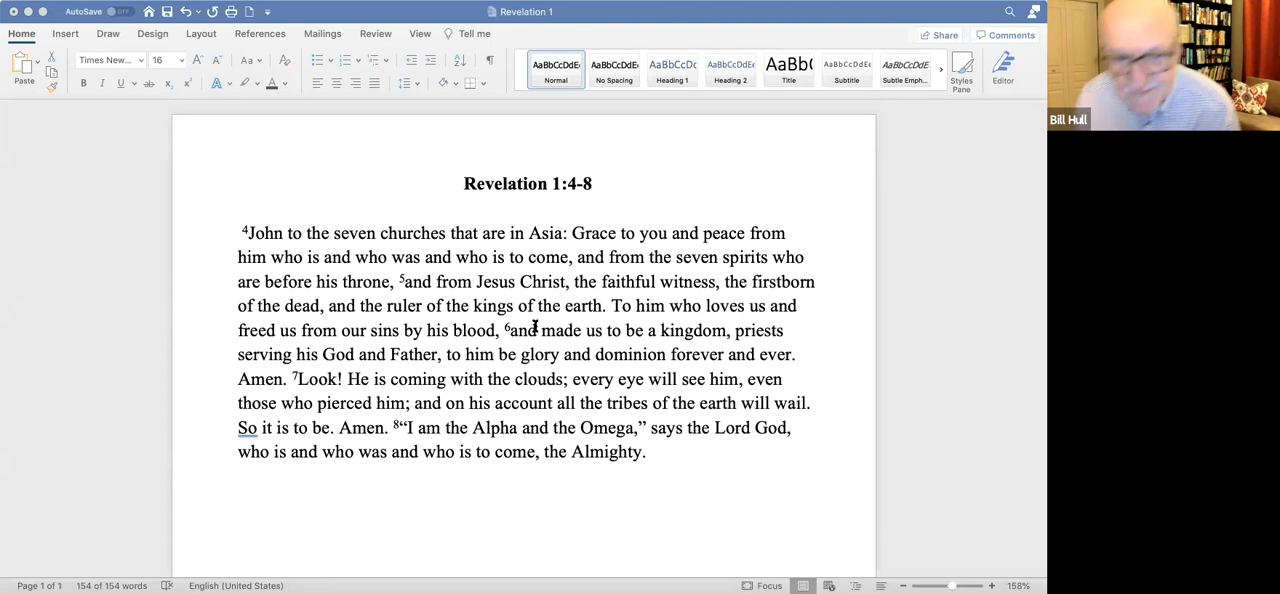 AutoSave OFF
Revelation 1
Home Insert Draw Design Layout References Mailings Review View Tell me
Share Comments
Paste
Times New... 16
AaBbCcDdEe Normal
AaBbCcDdEe No Spacing
AaBbCcDc Heading 1
AaBbCcDdEe Heading 2
AaBb( Title
AaBbCcDdEe Subtitle
AaBbCcDdEe Subtle Emph...
Styles Pane
Editor
Bill Hull
Revelation 1:4-8
4John to the seven churches that are in Asia: Grace to you and peace from
him who is and who was and who is to come, and from the seven spirits who
are before his throne, 5and from Jesus Christ, the faithful witness, the firstborn
of the dead, and the ruler of the kings of the earth. To him who loves us and
freed us from our sins by his blood, 6and made us to be a kingdom, priests
serving his God and Father, to him be glory and dominion forever and ever.
Amen. 7Look! He is coming with the clouds; every eye will see him, even
those who pierced him; and on his account all the tribes of the earth will wail.
So it is to be. Amen. 8“I am the Alpha and the Omega,” says the Lord God,
who is and who was and who is to come, the Almighty.
Page 1 of 1 154 of 154 words English (United States) Focus 158%